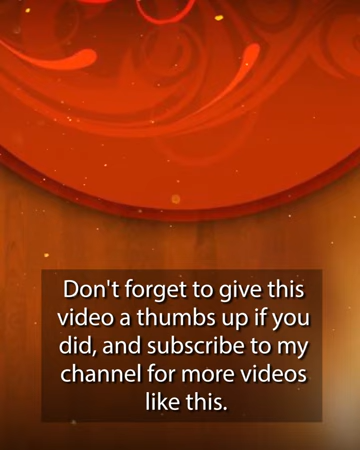 Don't forget to give this
video a thumbs up if you
did, and subscribe to my
channel for more videos
like this.